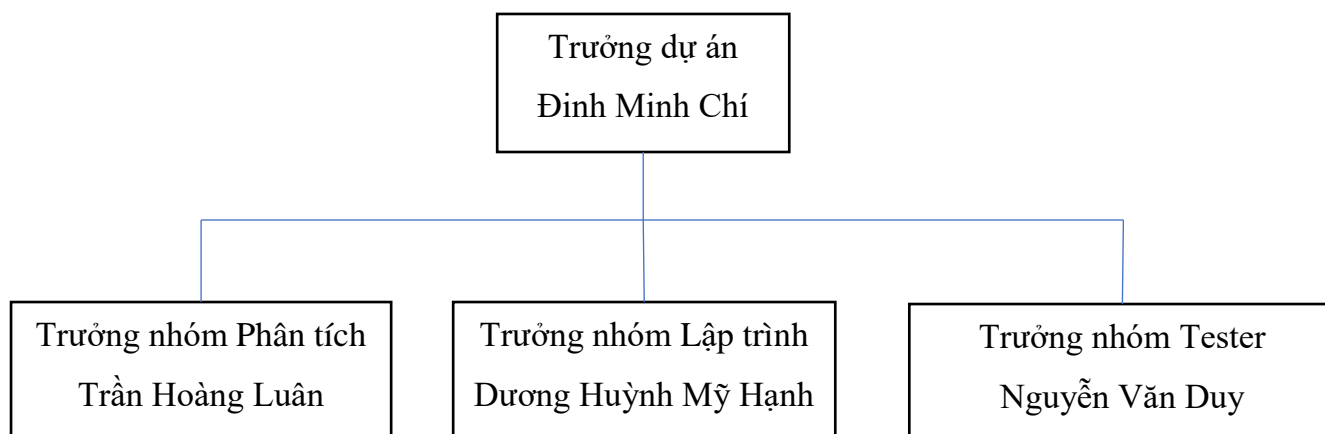 Trưởng dự án
Đinh Minh Chí
Trưởng nhóm Phân tích
Trần Hoàng Luân
Trưởng nhóm Lập trình
Dương Huỳnh Mỹ Hạnh
Trưởng nhóm Tester
Nguyễn Văn Duy